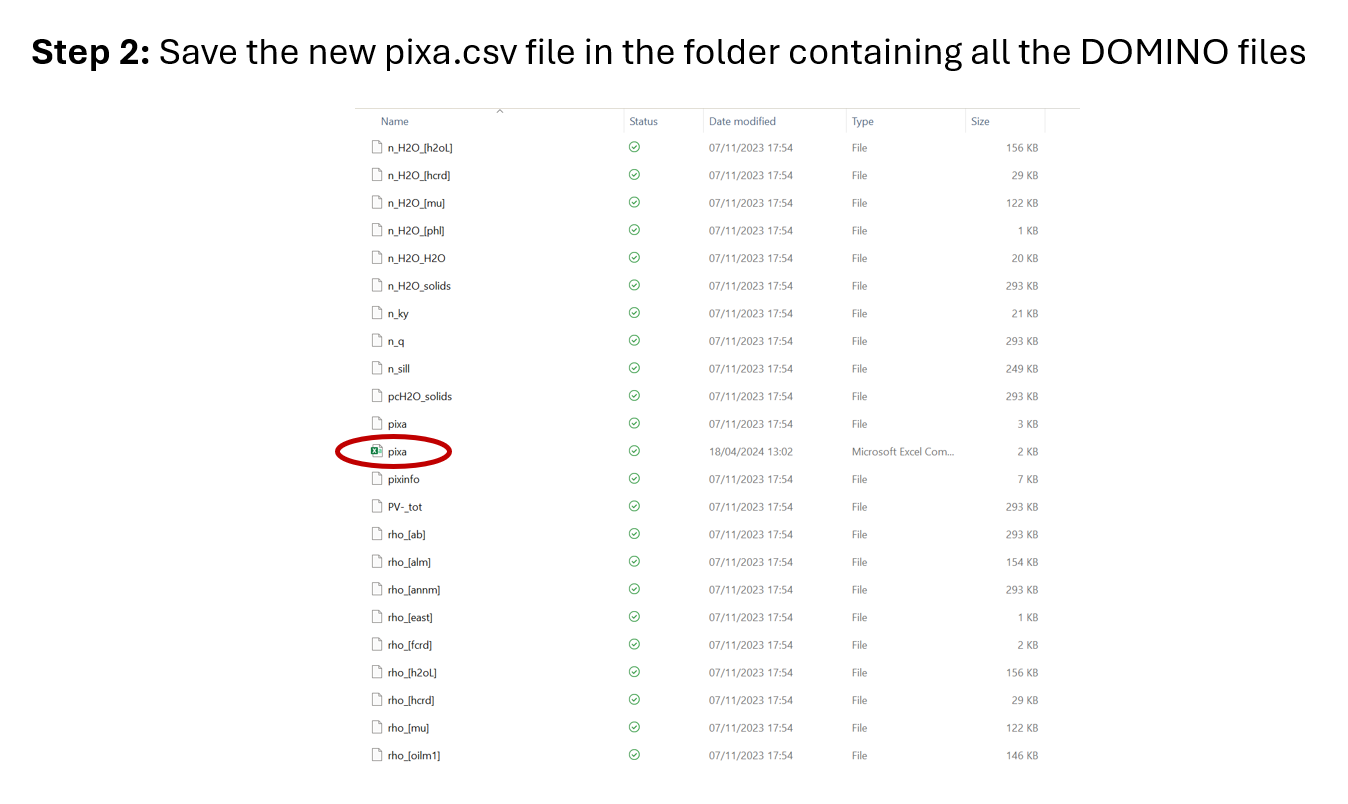 Step 2: Save the new pixa.csv file in the folder containing all the DOMINO files
Name Status Date modified Type Size
n_H2O_[h2oL] 07/11/2023 17:54 File 156 KB
n_H2O_[hcrd] 07/11/2023 17:54 File 29 KB
n_H2O_[mu] 07/11/2023 17:54 File 122 KB
n_H2O_[phl] 07/11/2023 17:54 File 1 KB
n_H2O_H2O 07/11/2023 17:54 File 20 KB
n_H2O_solids 07/11/2023 17:54 File 293 KB
n_ky 07/11/2023 17:54 File 21 KB
n_q 07/11/2023 17:54 File 293 KB
n_sill 07/11/2023 17:54 File 249 KB
pcH2O_solids 07/11/2023 17:54 File 293 KB
pixa 07/11/2023 17:54 File 3 KB
pixa 18/04/2024 13:02 Microsoft Excel Com... 2 KB
pixinfo 07/11/2023 17:54 File 7 KB
PV-_tot 07/11/2023 17:54 File 293 KB
rho_[ab] 07/11/2023 17:54 File 293 KB
rho_[alm] 07/11/2023 17:54 File 154 KB
rho_[annm] 07/11/2023 17:54 File 293 KB
rho_[east] 07/11/2023 17:54 File 1 KB
rho_[fcrd] 07/11/2023 17:54 File 2 KB
rho_[h2oL] 07/11/2023 17:54 File 156 KB
rho_[hcrd] 07/11/2023 17:54 File 29 KB
rho_[mu] 07/11/2023 17:54 File 122 KB
rho_[oilm1] 07/11/2023 17:54 File 146 KB